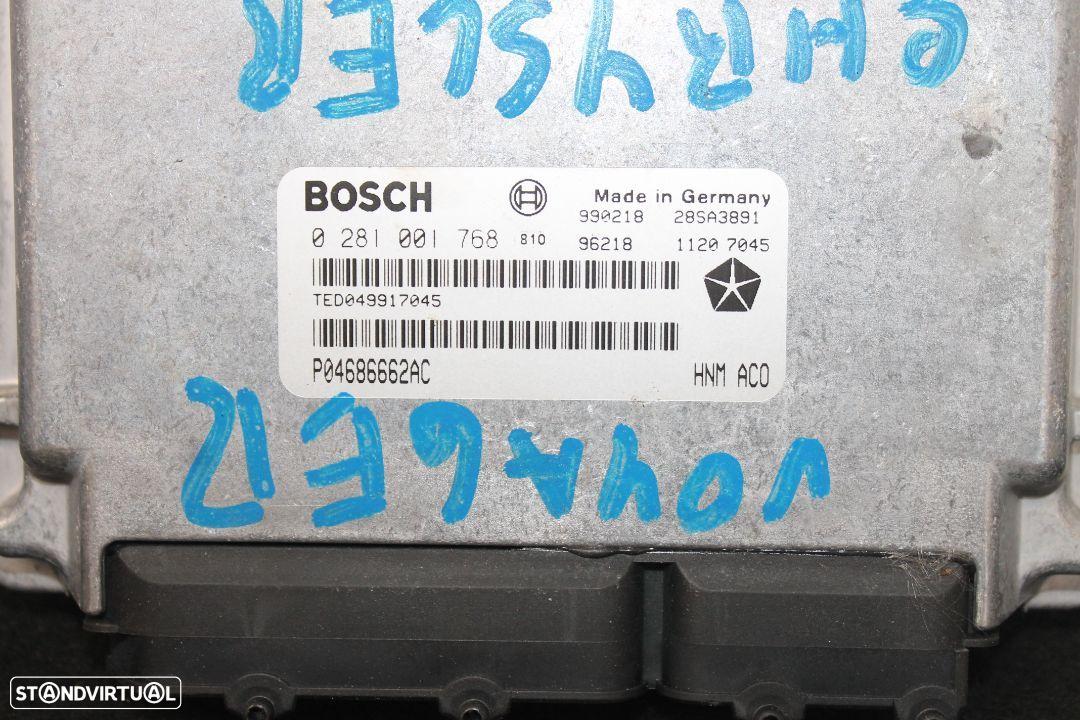 CHRYSLER
BOSCH
Made in Germany
990218 28SA3891
0 281 001 768 810 96218 1120 7045
TED049917045
P04686662AC HNM ACO
VOYAGER
STANDVIRTUAL